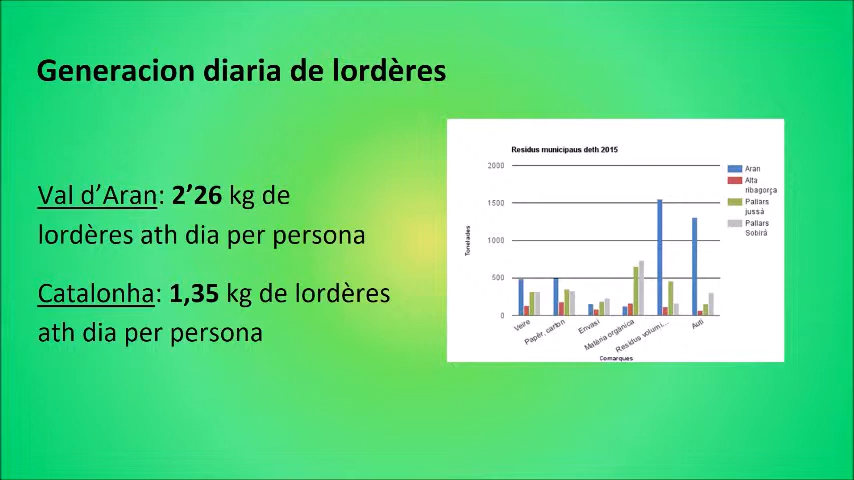 Generacion diaria de lordères
Val d’Aran: 2’26 kg de
lordères ath dia per persona
Catalonha: 1,35 kg de lordères
ath dia per persona
Residus municipaus deth 2015
2000
1500
1000
500
0
Tonelades
Veire
Papèr, carton
Envasi
Matèria orgànica
Residus volumi...
Auti
Comarques
Aran
Alta
ribagorça
Pallars
jussà
Pallars
Sobirà